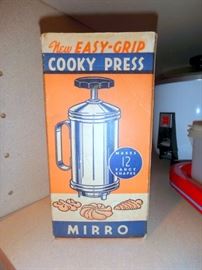 New EASY-GRIP
COOKY PRESS
MAKES
12
FANCY
SHAPES
MIRRO